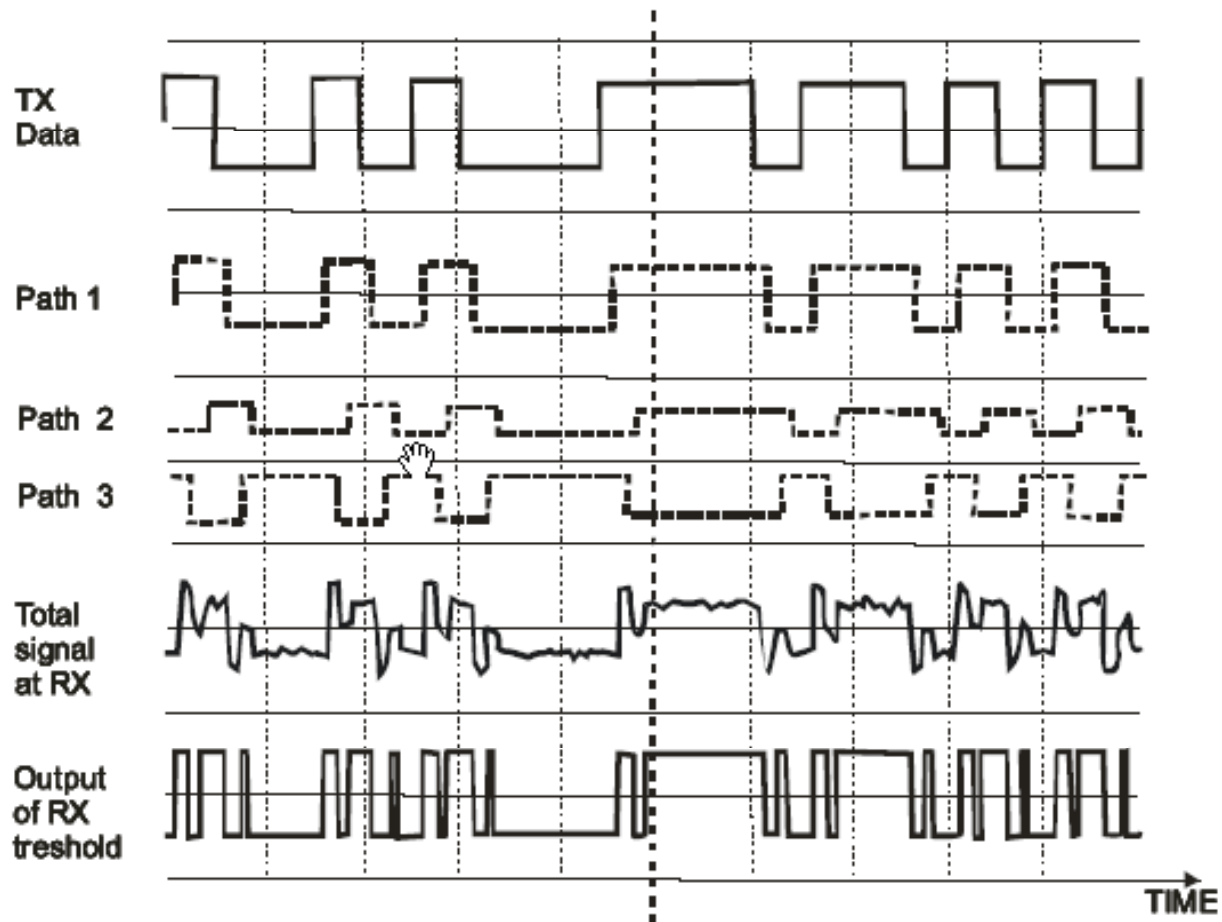 TX
Data
Path 1
Path 2
Path 3
Total
signal
at RX
Output
of RX
treshold
TIME